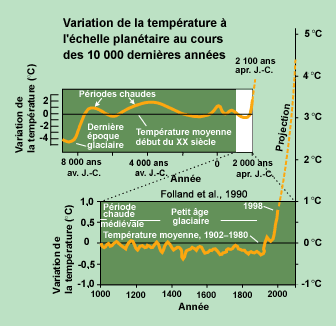 Variation de la température à
l'échelle planétaire au cours
des 10 000 dernières années
5 °C
4 °C
3 °C
2 °C
1 °C
0 °C
-1 °C
2 100 ans
apr. J.-C.
Projection
Variation de
la température (°C)
2
0
-2
-4
Périodes chaudes
Dernière
époque
glaciaire
Température moyenne
début du XX siècle
8 000 ans
av. J.-C.
4 000 ans
av. J.-C.
0
2 000 ans
apr. J.-C.
Année
Folland et al., 1990
Variation de
la température (°C)
1,0
0,5
0
-0,5
-1,0
Période
chaude
médiévale
Petit âge
glaciaire
1998
Température moyenne, 1902–1980
1000
1200
1400
1600
1800
2000
Année